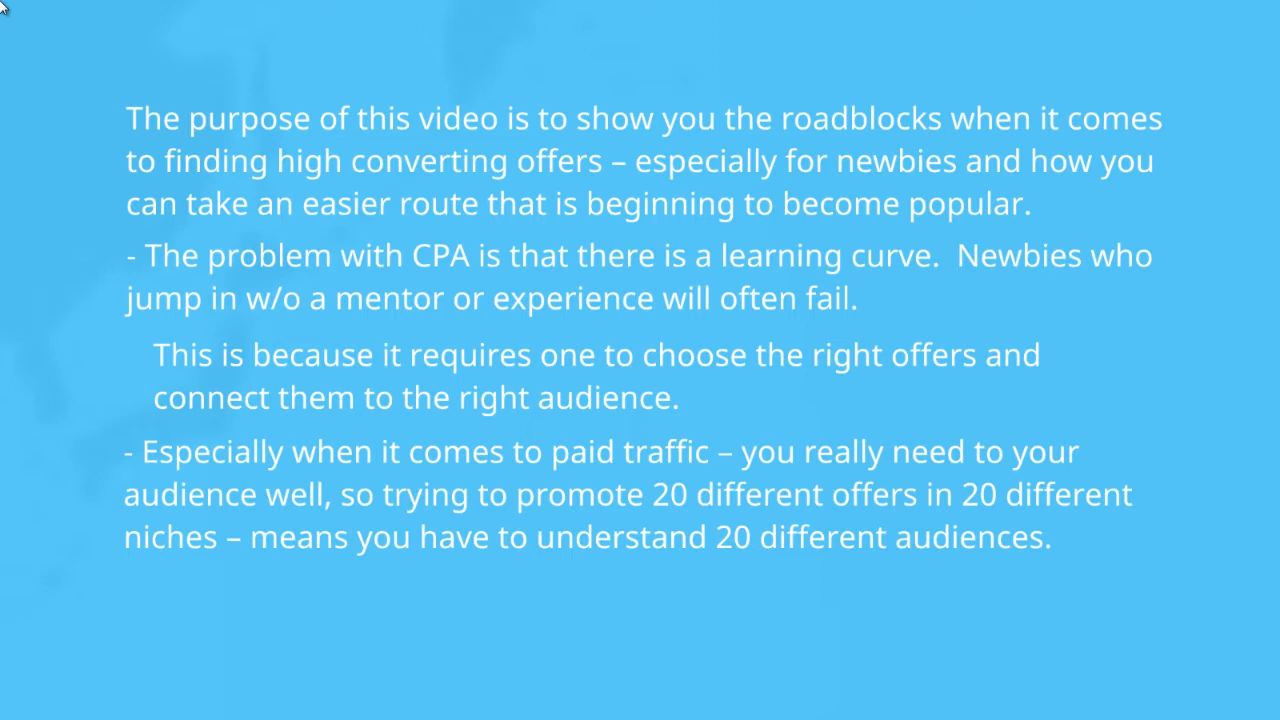 The purpose of this video is to show you the roadblocks when it comes
to finding high converting offers – especially for newbies and how you
can take an easier route that is beginning to become popular.
- The problem with CPA is that there is a learning curve.  Newbies who
jump in w/o a mentor or experience will often fail.
This is because it requires one to choose the right offers and
connect them to the right audience.
- Especially when it comes to paid traffic – you really need to your
audience well, so trying to promote 20 different offers in 20 different
niches – means you have to understand 20 different audiences.